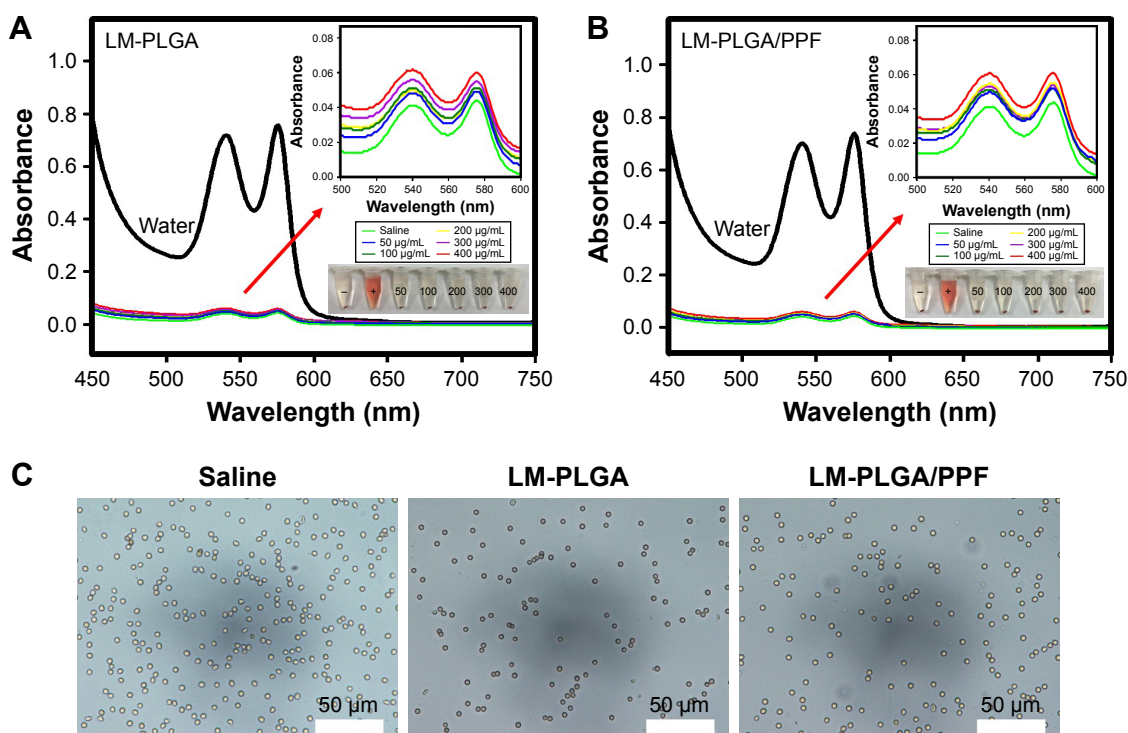 A
LM-PLGA
Absorbance
1.0
0.8
0.6
0.4
0.2
0.0
450 500 550 600 650 700 750
Wavelength (nm)
Water
Absorbance
0.08
0.06
0.04
0.02
0.00
500 520 540 560 580 600
Wavelength (nm)
Saline 200 µg/mL
50 µg/mL 300 µg/mL
100 µg/mL 400 µg/mL
− + 50 100 200 300 400
B
LM-PLGA/PPF
Absorbance
1.0
0.8
0.6
0.4
0.2
0.0
450 500 550 600 650 700 750
Wavelength (nm)
Water
Absorbance
0.08
0.06
0.04
0.02
0.00
500 520 540 560 580 600
Wavelength (nm)
Saline 200 µg/mL
50 µg/mL 300 µg/mL
100 µg/mL 400 µg/mL
− + 50 100 200 300 400
C
Saline LM-PLGA LM-PLGA/PPF
50 µm 50 µm 50 µm